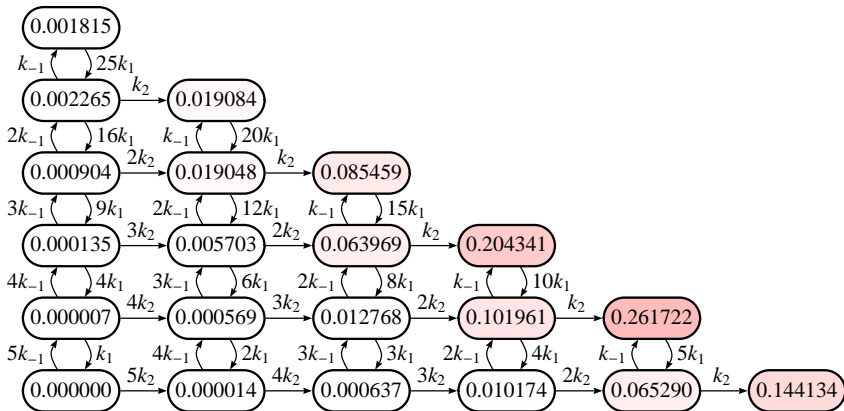 0.001815
k₋₁ 25k₁
k₂
0.002265 0.019084
2k₋₁ 16k₁ k₋₁ 20k₁
2k₂ k₂
0.000904 0.019048 0.085459
3k₋₁ 9k₁ 2k₋₁ 12k₁ k₋₁ 15k₁
3k₂ 2k₂ k₂
0.000135 0.005703 0.063969 0.204341
4k₋₁ 4k₁ 3k₋₁ 6k₁ 2k₋₁ 8k₁ k₋₁ 10k₁
4k₂ 3k₂ 2k₂ k₂
0.000007 0.000569 0.012768 0.101961 0.261722
5k₋₁ k₁ 4k₋₁ 2k₁ 3k₋₁ 3k₁ 2k₋₁ 4k₁ k₋₁ 5k₁
5k₂ 4k₂ 3k₂ 2k₂ k₂
0.000000 0.000014 0.000637 0.010174 0.065290 0.144134